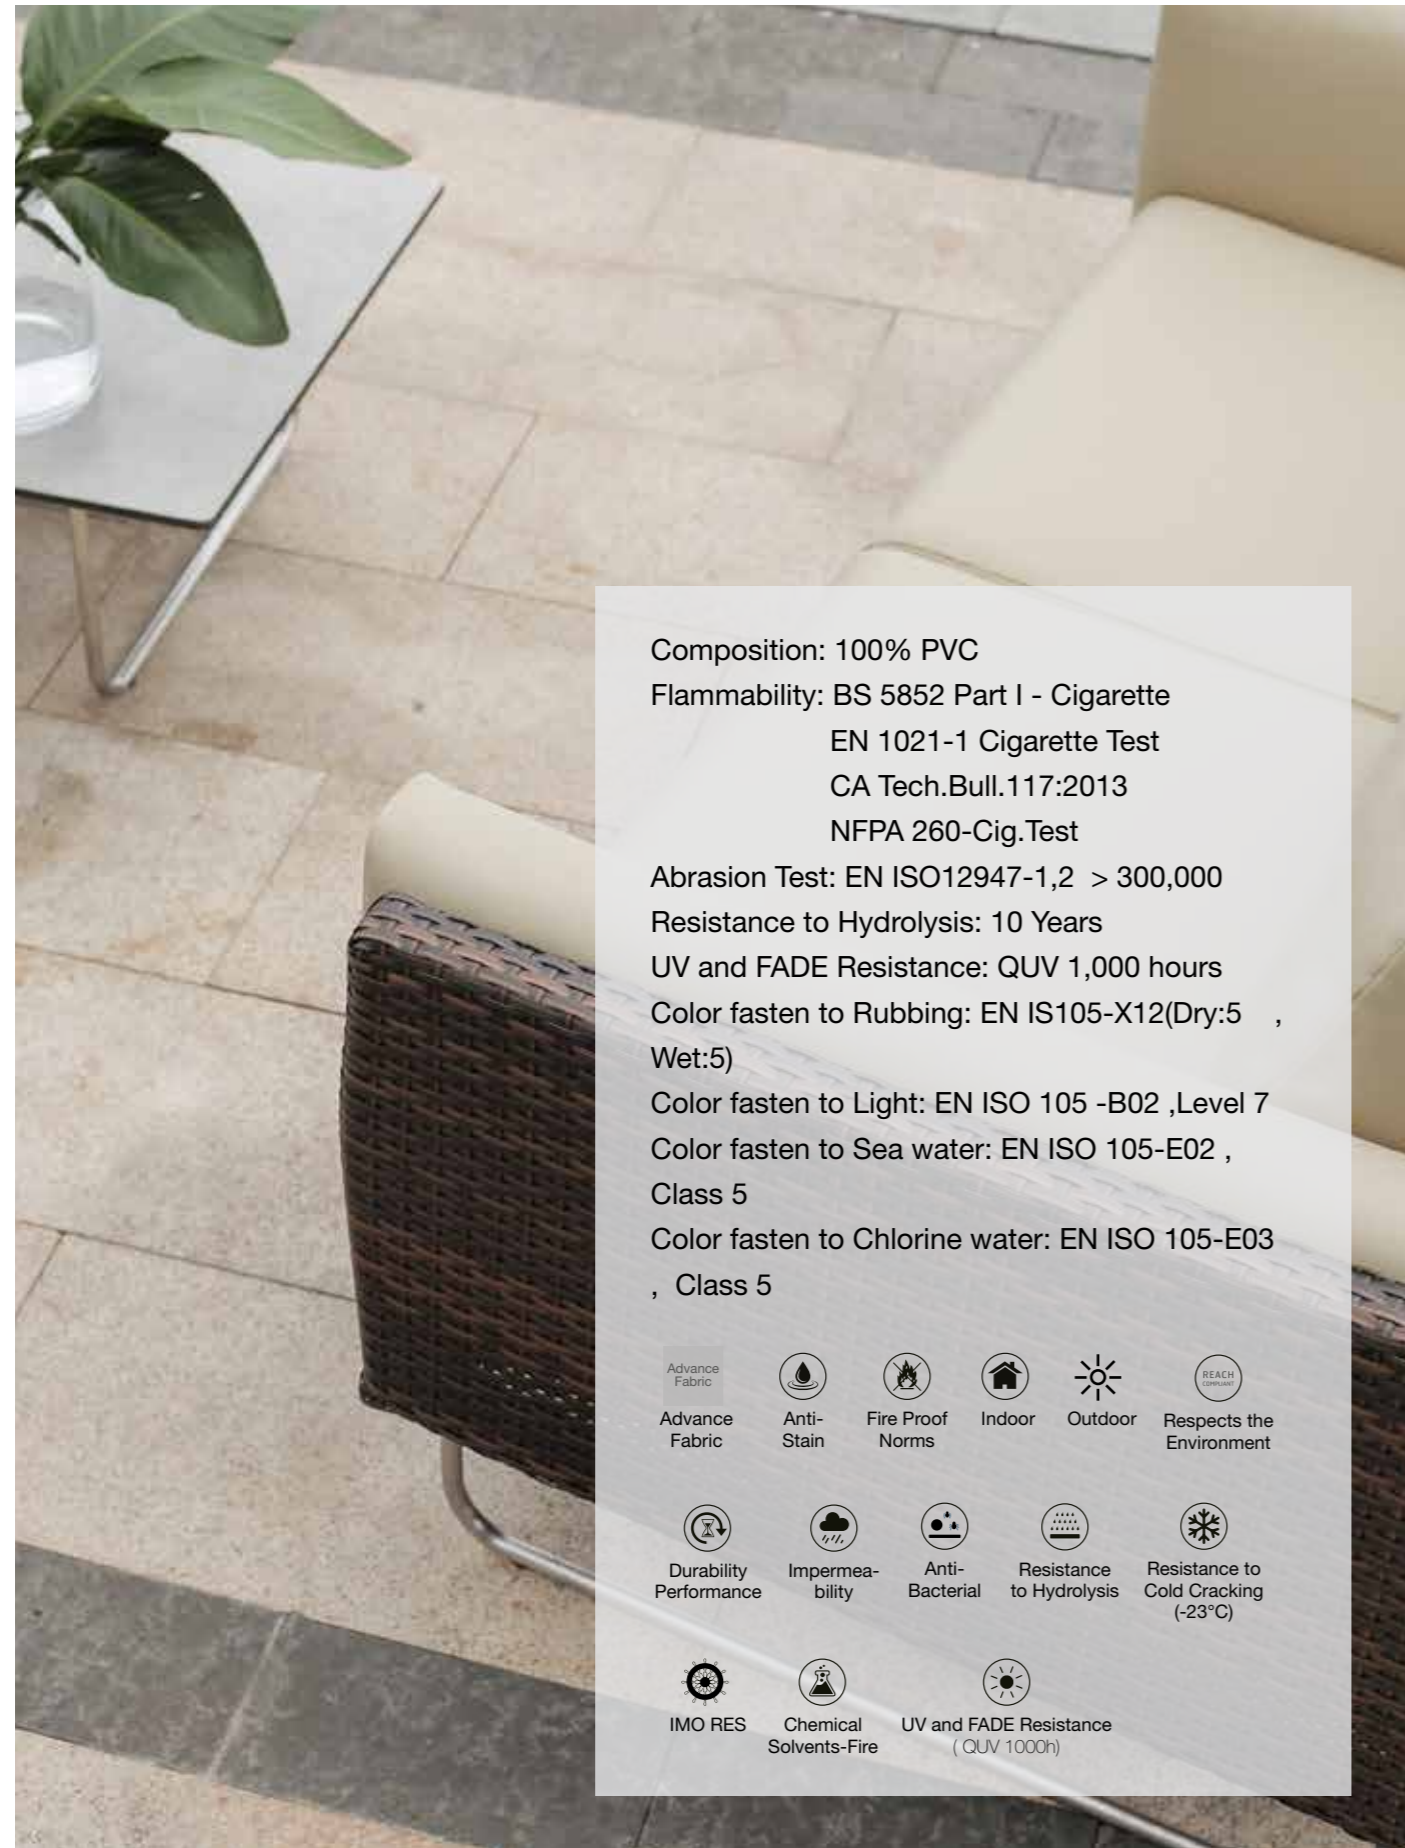 Composition: 100% PVC
Flammability: BS 5852 Part I - Cigarette
EN 1021-1 Cigarette Test
CA Tech.Bull.117:2013
NFPA 260-Cig.Test
Abrasion Test: EN ISO12947-1,2 > 300,000
Resistance to Hydrolysis: 10 Years
UV and FADE Resistance: QUV 1,000 hours
Color fasten to Rubbing: EN IS105-X12(Dry:5 ,
Wet:5)
Color fasten to Light: EN ISO 105 -B02 ,Level 7
Color fasten to Sea water: EN ISO 105-E02 ,
Class 5
Color fasten to Chlorine water: EN ISO 105-E03
, Class 5
Advance
Fabric
Advance
Fabric
Anti-
Stain
Fire Proof
Norms
Indoor
Outdoor
REACH
COMPLIANT
Respects the
Environment
Durability
Performance
Impermea-
bility
Anti-
Bacterial
Resistance
to Hydrolysis
Resistance to
Cold Cracking
(-23°C)
IMO RES
Chemical
Solvents-Fire
UV and FADE Resistance
( QUV 1000h)